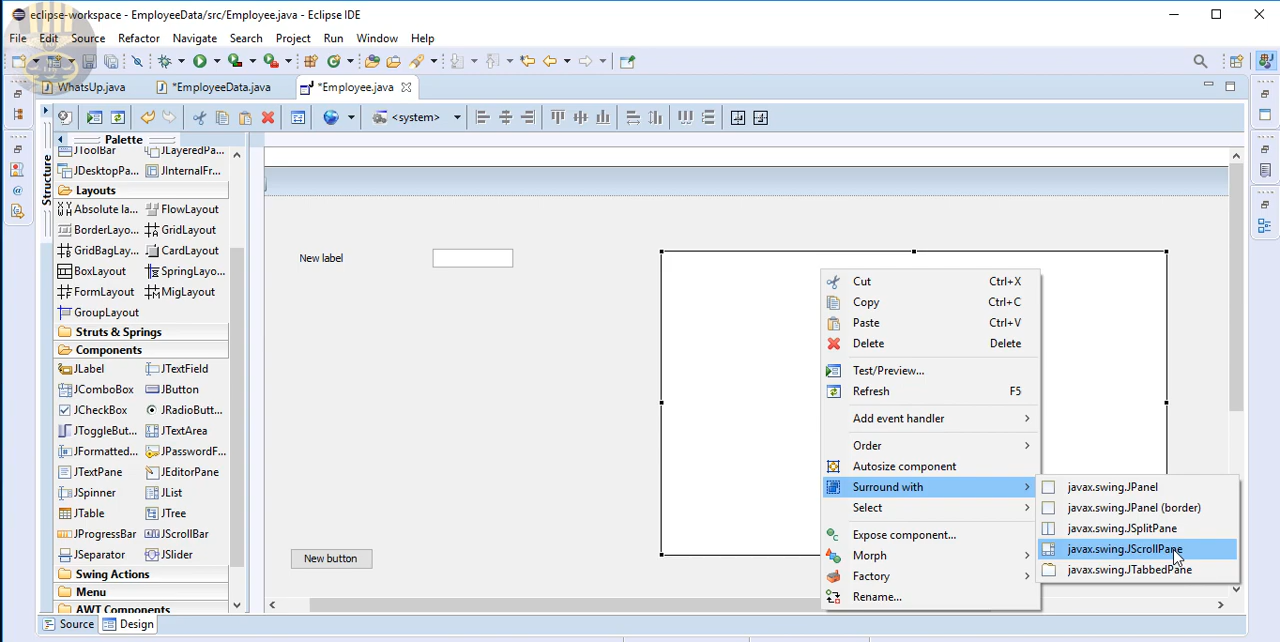 eclipse-workspace - EmployeeData/src/Employee.java - Eclipse IDE
File Edit Source Refactor Navigate Search Project Run Window Help
WhatsUp.java *EmployeeData.java *Employee.java
<system>
Palette
Structure
JToolBar JLayeredPa...
JDesktopPa... JInternalFr...
Layouts
Absolute la... FlowLayout
BorderLayo... GridLayout
GridBagLay... CardLayout
BoxLayout SpringLayo...
FormLayout MigLayout
GroupLayout
Struts & Springs
Components
JLabel JTextField
JComboBox JButton
JCheckBox JRadioButt...
JToggleBut... JTextArea
JFormatted... JPasswordF...
JTextPane JEditorPane
JSpinner JList
JTable JTree
JProgressBar JScrollBar
JSeparator JSlider
Swing Actions
Menu
AWT Components
New label
New button
Cut Ctrl+X
Copy Ctrl+C
Paste Ctrl+V
Delete Delete
Test/Preview...
Refresh F5
Add event handler
Order
Autosize component
Surround with
Select
Expose component...
Morph
Factory
Rename...
javax.swing.JPanel
javax.swing.JPanel (border)
javax.swing.JSplitPane
javax.swing.JScrollPane
javax.swing.JTabbedPane
Source Design